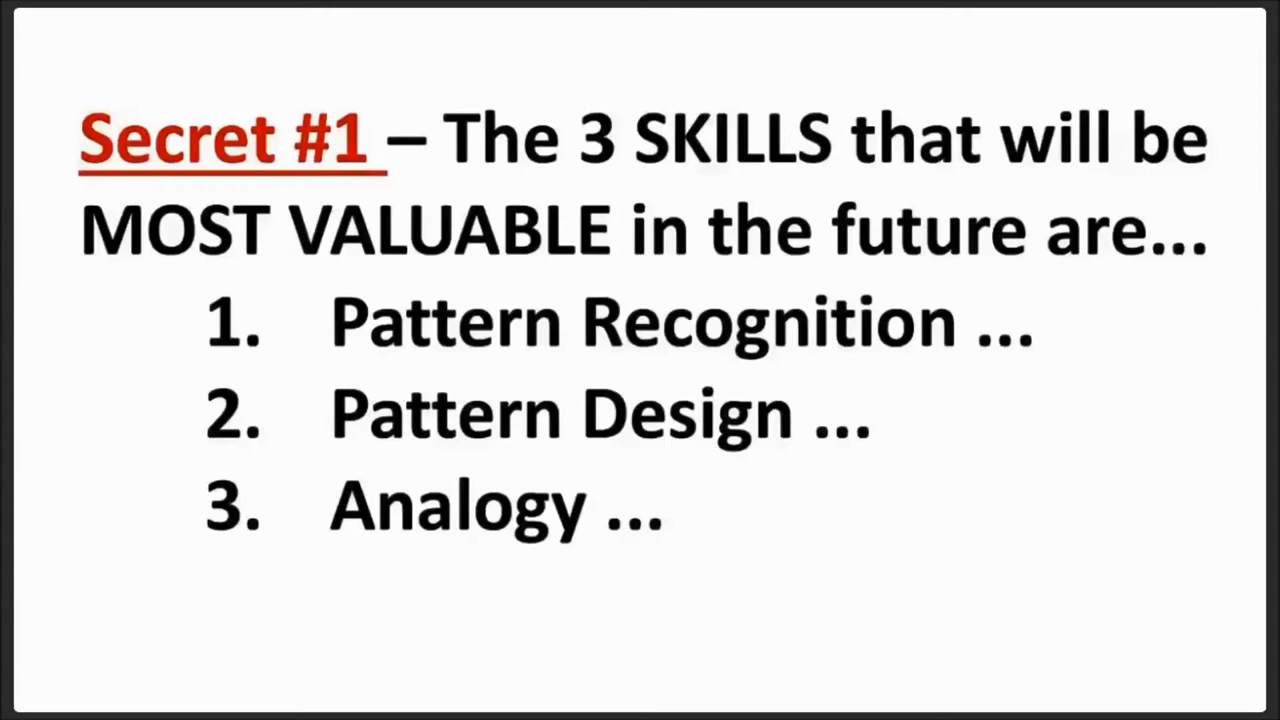 Secret #1 – The 3 SKILLS that will be
MOST VALUABLE in the future are...
1. Pattern Recognition ...
2. Pattern Design ...
3. Analogy ...